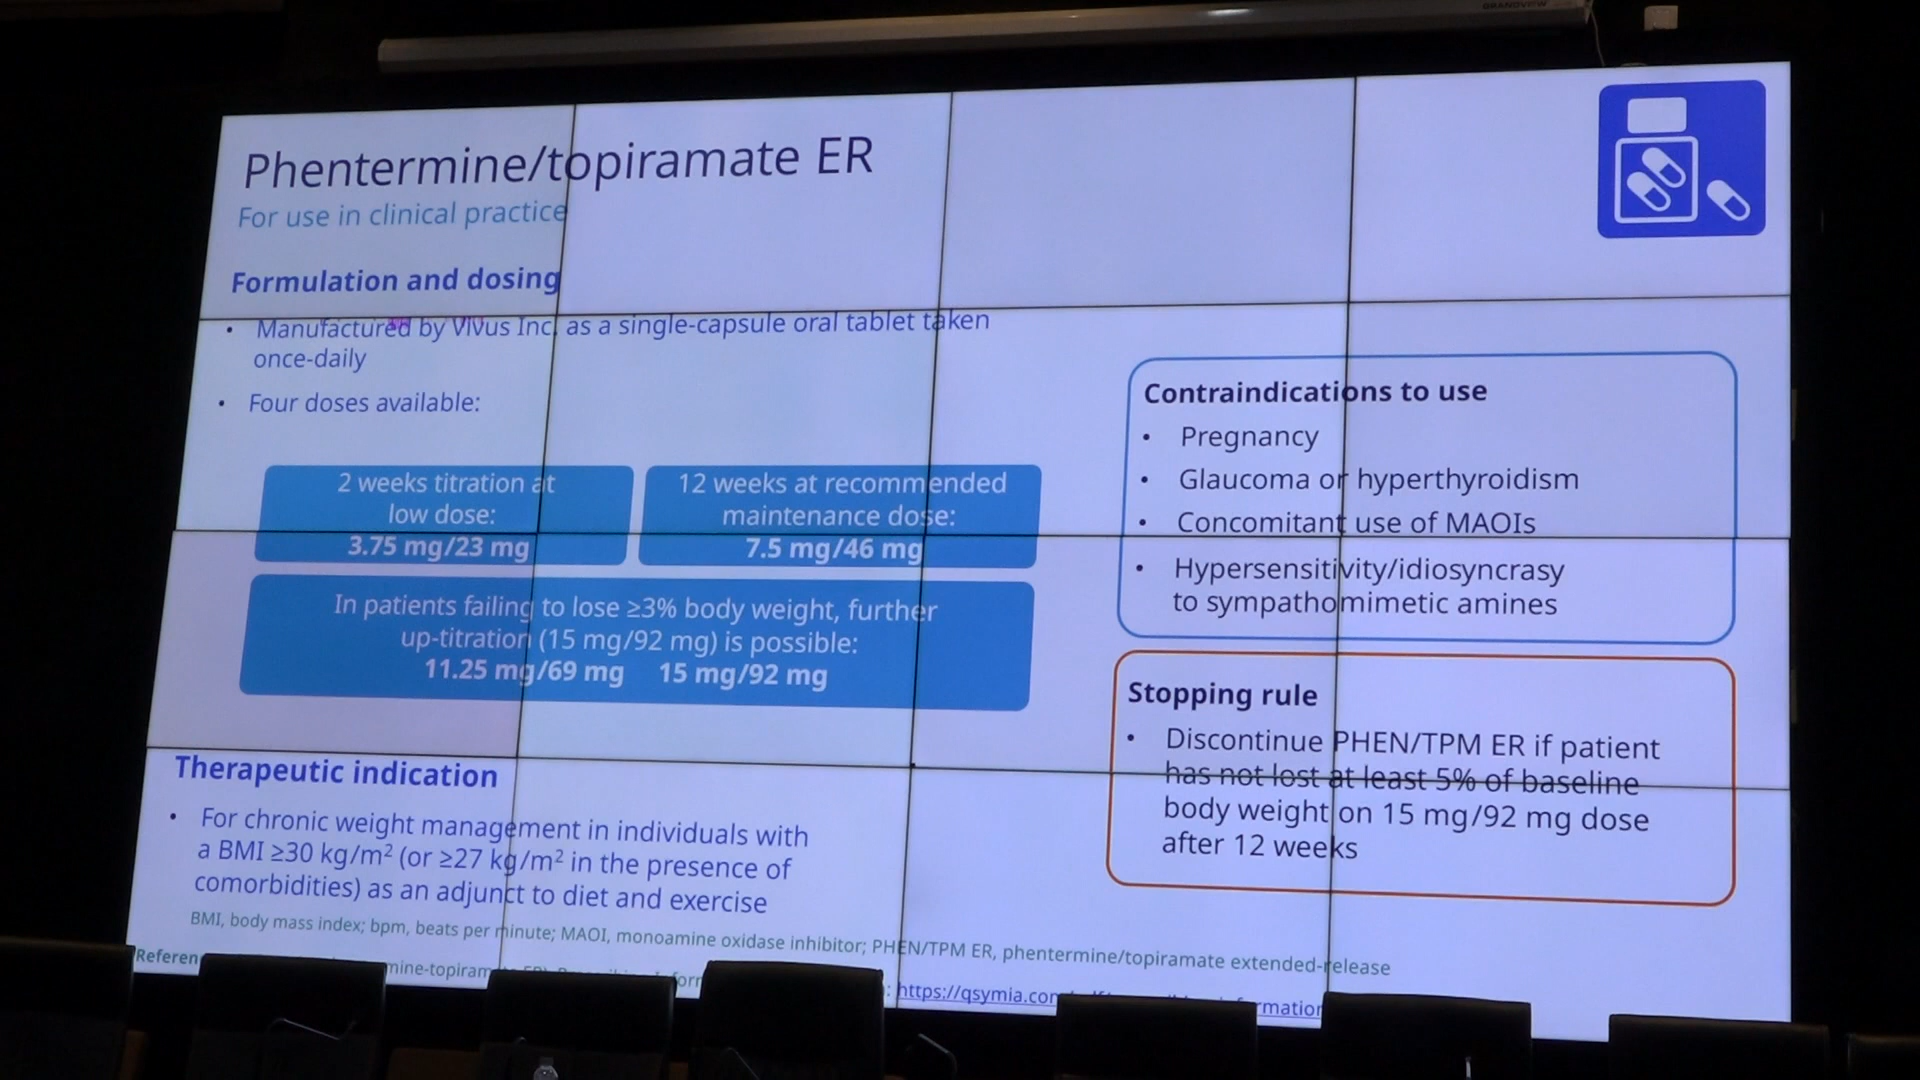 GRANDVIEW
Phentermine/topiramate ER
For use in clinical practice
Formulation and dosing
• Manufactured by Vivus Inc. as a single-capsule oral tablet taken
once-daily
• Four doses available:
2 weeks titration at
low dose:
3.75 mg/23 mg
12 weeks at recommended
maintenance dose:
7.5 mg/46 mg
In patients failing to lose ≥3% body weight, further
up-titration (15 mg/92 mg) is possible:
11.25 mg/69 mg 15 mg/92 mg
Therapeutic indication
• For chronic weight management in individuals with
a BMI ≥30 kg/m² (or ≥27 kg/m² in the presence of
comorbidities) as an adjunct to diet and exercise
Contraindications to use
• Pregnancy
• Glaucoma or hyperthyroidism
• Concomitant use of MAOIs
• Hypersensitivity/idiosyncrasy
to sympathomimetic amines
Stopping rule
• Discontinue PHEN/TPM ER if patient
has not lost at least 5% of baseline
body weight on 15 mg/92 mg dose
after 12 weeks
BMI, body mass index; bpm, beats per minute; MAOI, monoamine oxidase inhibitor; PHEN/TPM ER, phentermine/topiramate extended-release
https://qsymia.com